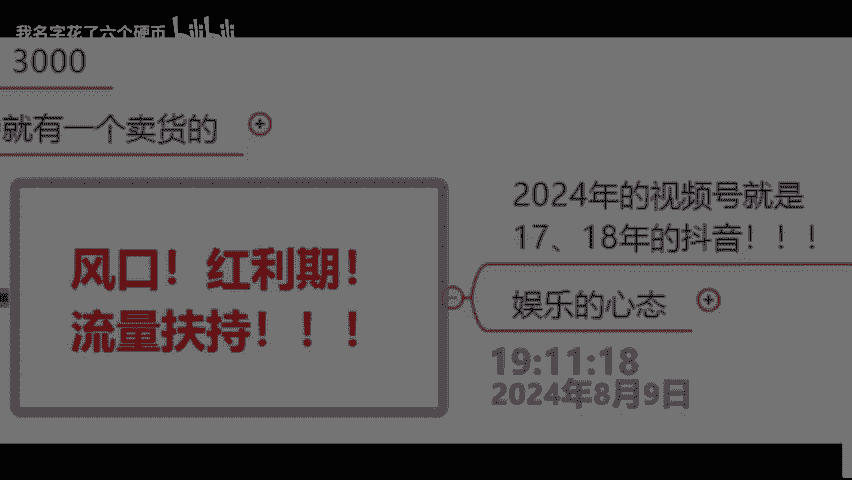 我名字花了六个硬币 bilibili
3000
就有一个卖货的
2024年的视频号就是
17、18年的抖音！！！
风口！红利期！
流量扶持！！！
娱乐的心态
19:11:18
2024年8月9日